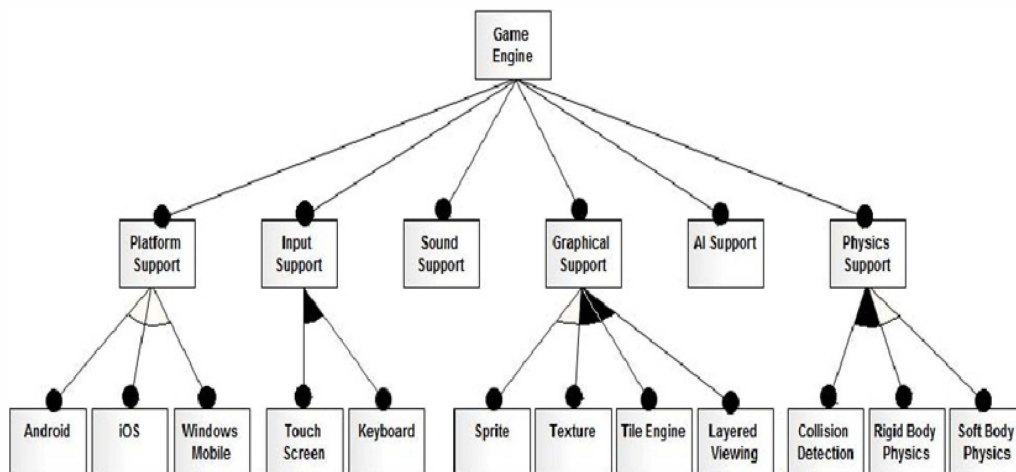 Game
Engine
Platform
Support
Input
Support
Sound
Support
Graphical
Support
AI Support
Physics
Support
Android
iOS
Windows
Mobile
Touch
Screen
Keyboard
Sprite
Texture
Tile Engine
Layered
Viewing
Collision
Detection
Rigid Body
Physics
Soft Body
Physics